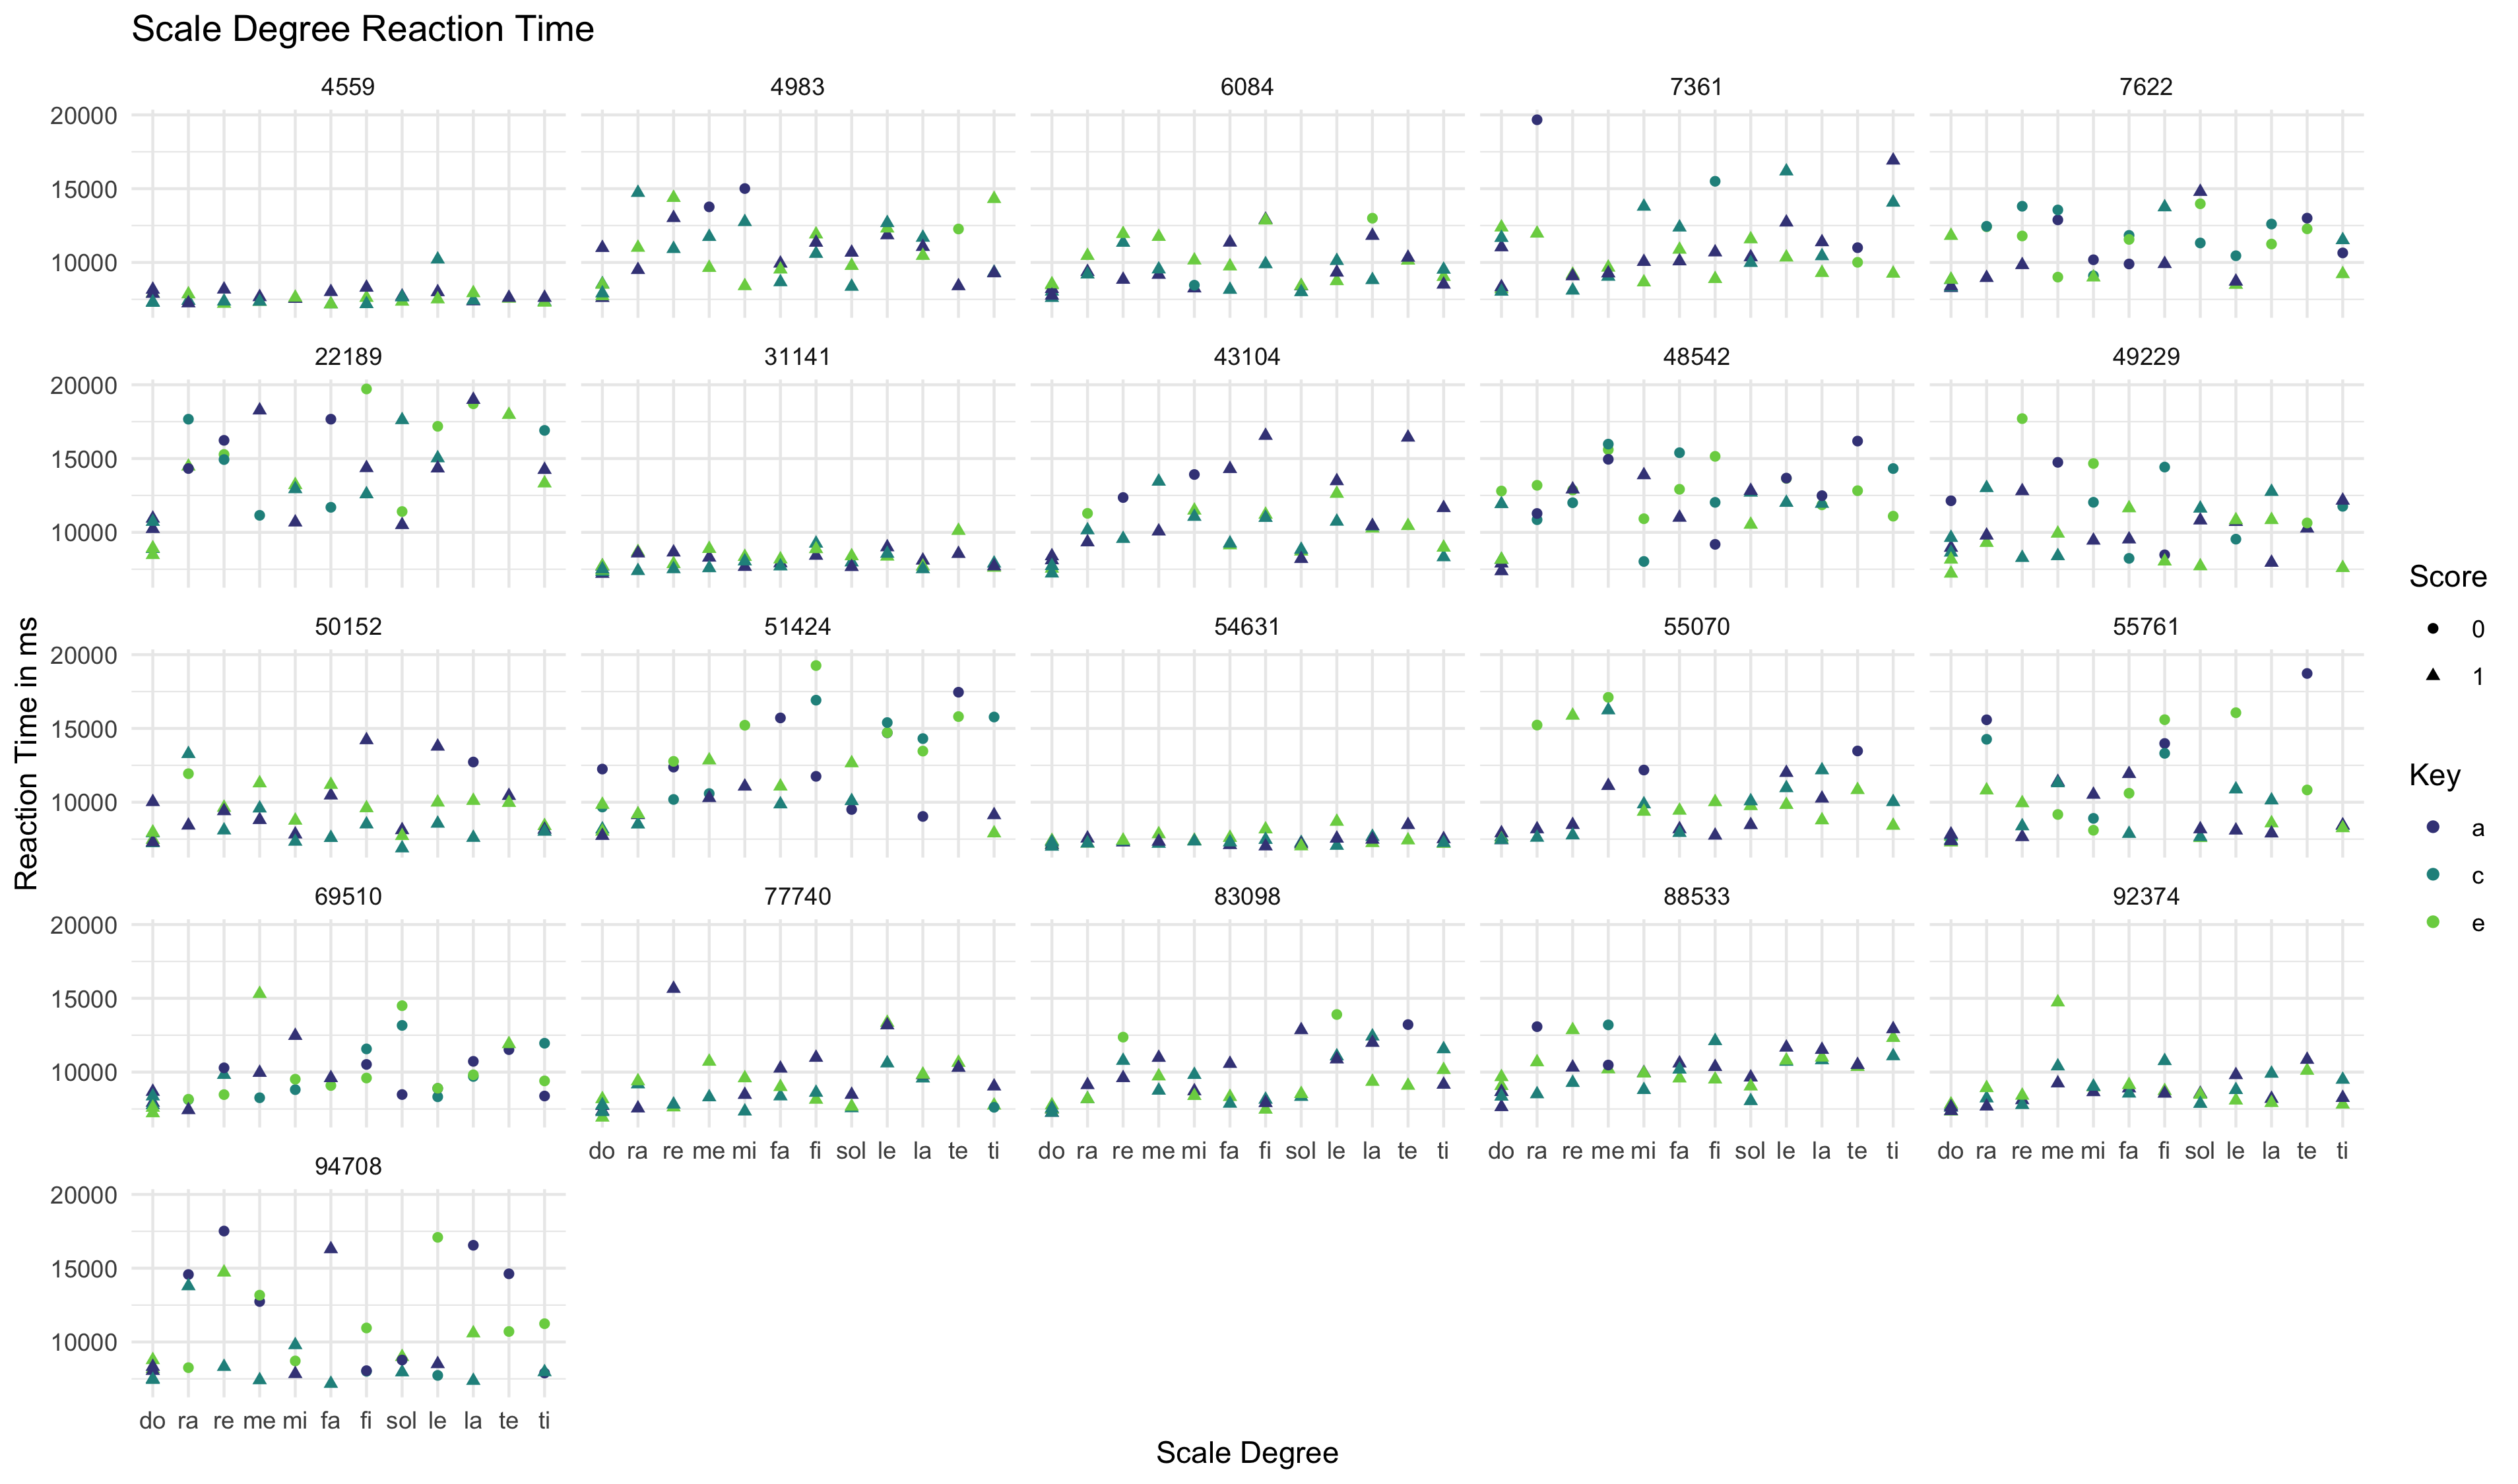 Scale Degree Reaction Time
4559 4983 6084 7361 7622
20000
15000
10000
22189 31141 43104 48542 49229
20000
15000
10000
50152 51424 54631 55070 55761
20000
15000
10000
69510 77740 83098 88533 92374
20000
15000
10000
do ra re me mi fa fi sol le la te ti do ra re me mi fa fi sol le la te ti do ra re me mi fa fi sol le la te ti do ra re me mi fa fi sol le la te ti
94708
20000
15000
10000
do ra re me mi fa fi sol le la te ti
Scale Degree
Reaction Time in ms
Score
0
1
Key
a
c
e